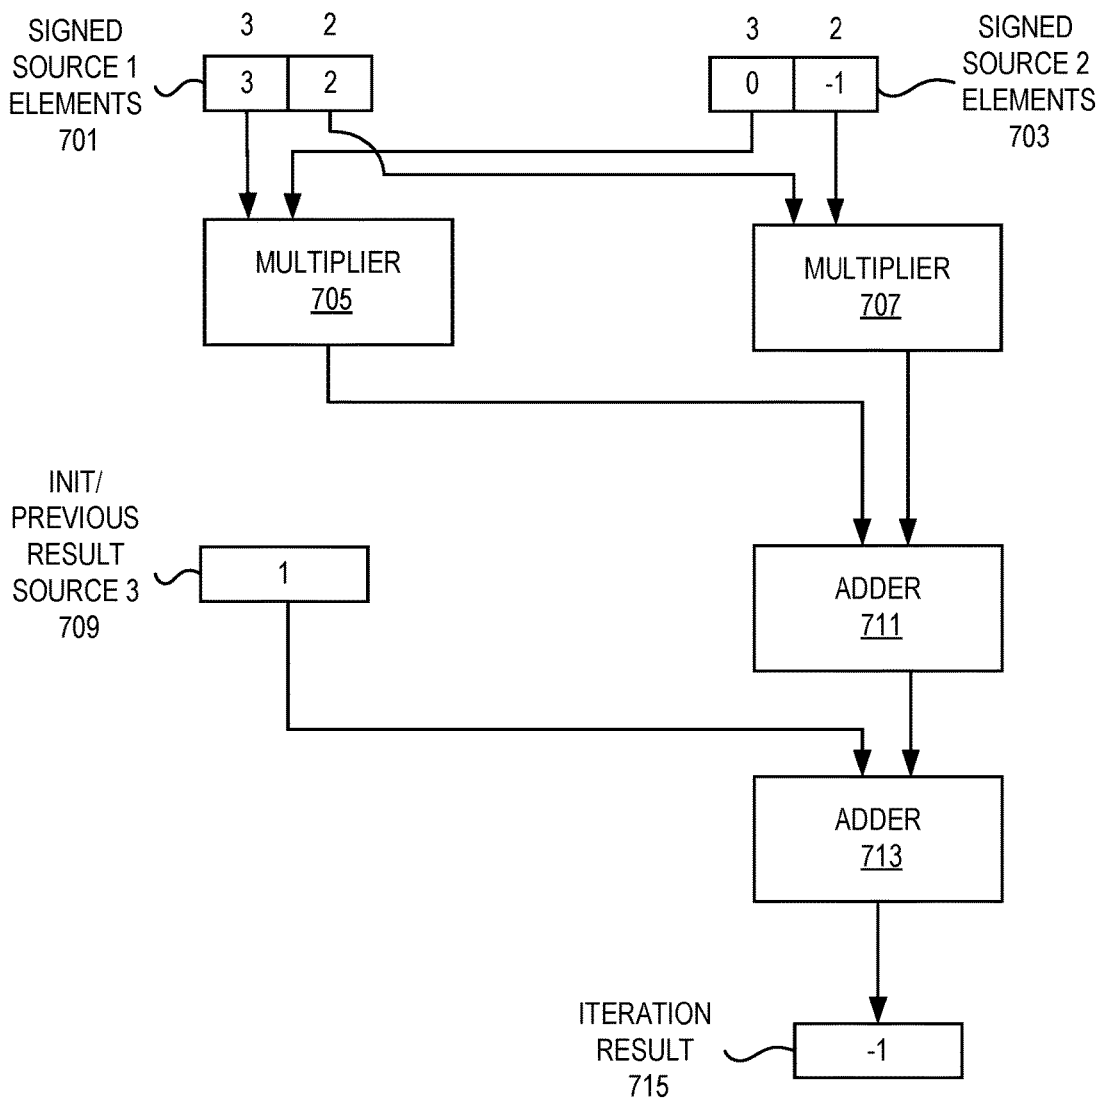 SIGNED
SOURCE 1
ELEMENTS
701
3 2
3 2
3 2
0 -1
SIGNED
SOURCE 2
ELEMENTS
703
MULTIPLIER
705
MULTIPLIER
707
INIT/
PREVIOUS
RESULT
SOURCE 3
709
1
ADDER
711
ADDER
713
ITERATION
RESULT
715
-1